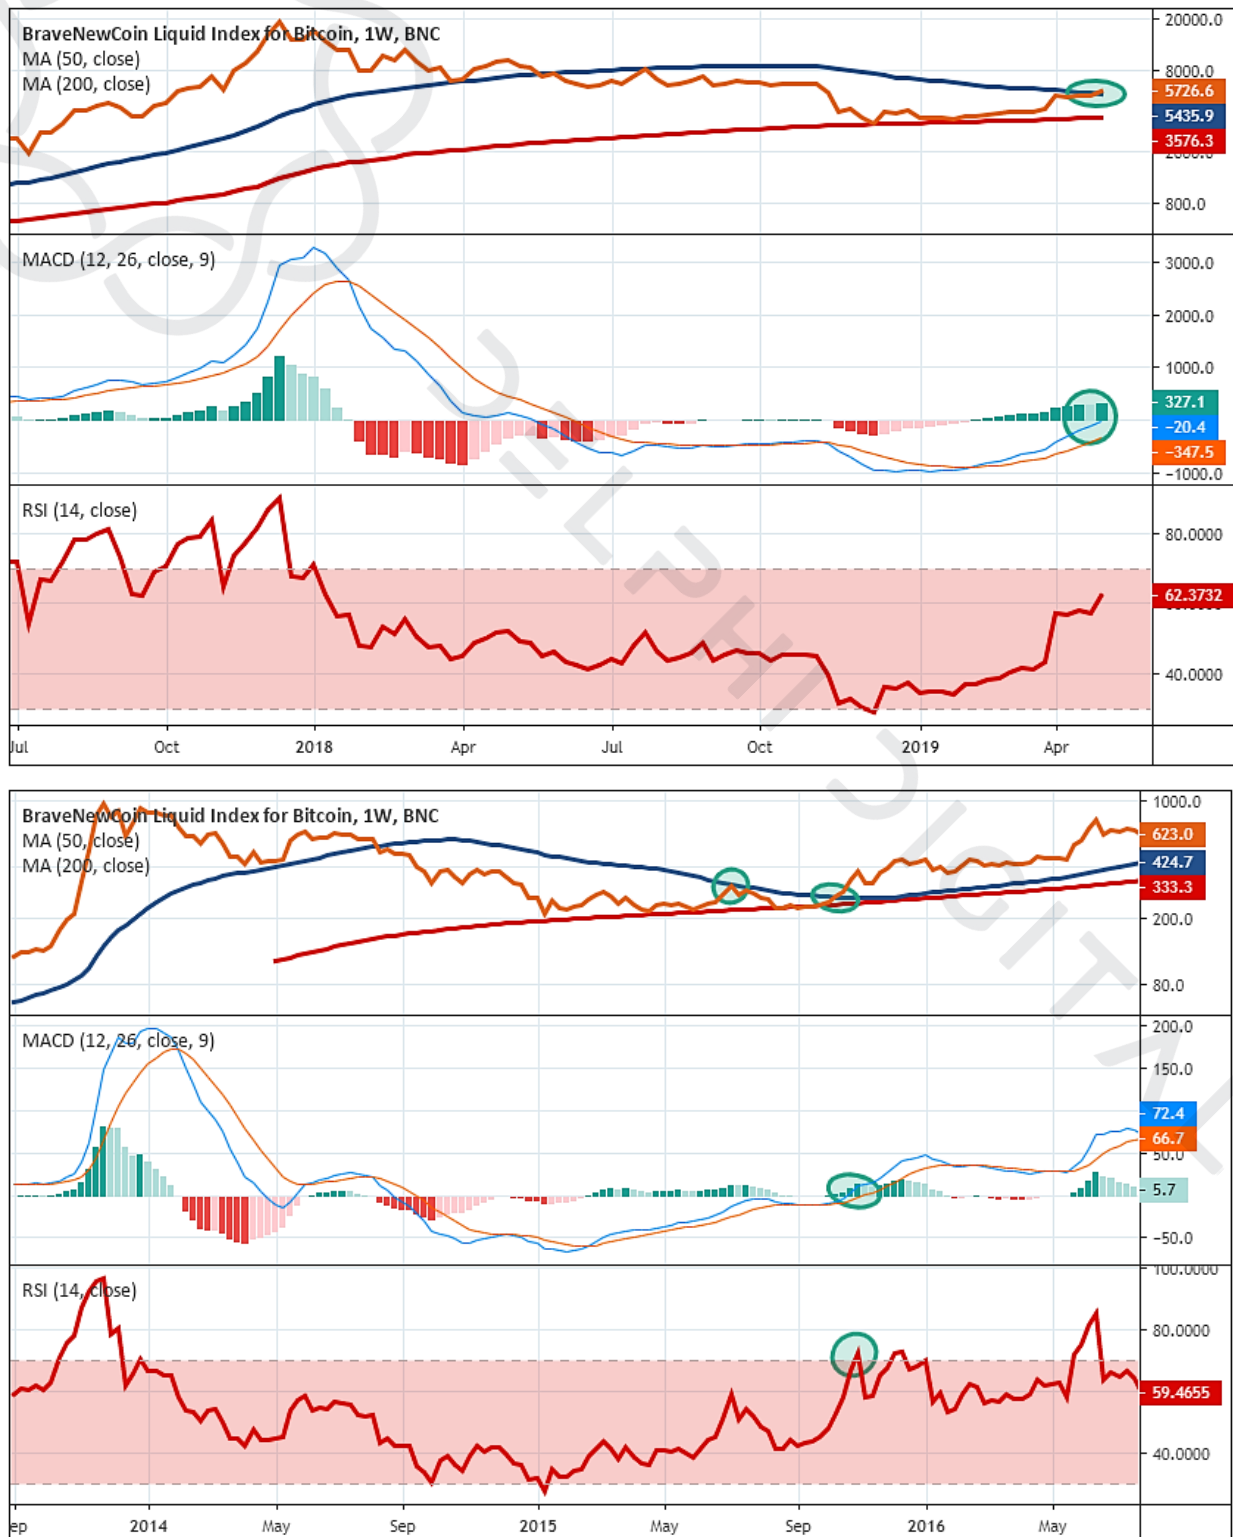 BraveNewCoin Liquid Index for Bitcoin, 1W, BNC
MA (50, close)
MA (200, close)
20000.0
8000.0
5726.6
5435.9
3576.3
800.0
MACD (12, 26, close, 9)
3000.0
2000.0
1000.0
327.1
-20.4
-347.5
-1000.0
RSI (14, close)
80.0000
62.3732
40.0000
Jul Oct 2018 Apr Jul Oct 2019 Apr
BraveNewCoin Liquid Index for Bitcoin, 1W, BNC
MA (50, close)
MA (200, close)
1000.0
623.0
424.7
333.3
200.0
80.0
MACD (12, 26, close, 9)
200.0
150.0
72.4
66.7
50.0
5.7
-50.0
RSI (14, close)
100.0000
80.0000
59.4655
40.0000
ep 2014 May Sep 2015 May Sep 2016 May
DELPHI DIGITAL